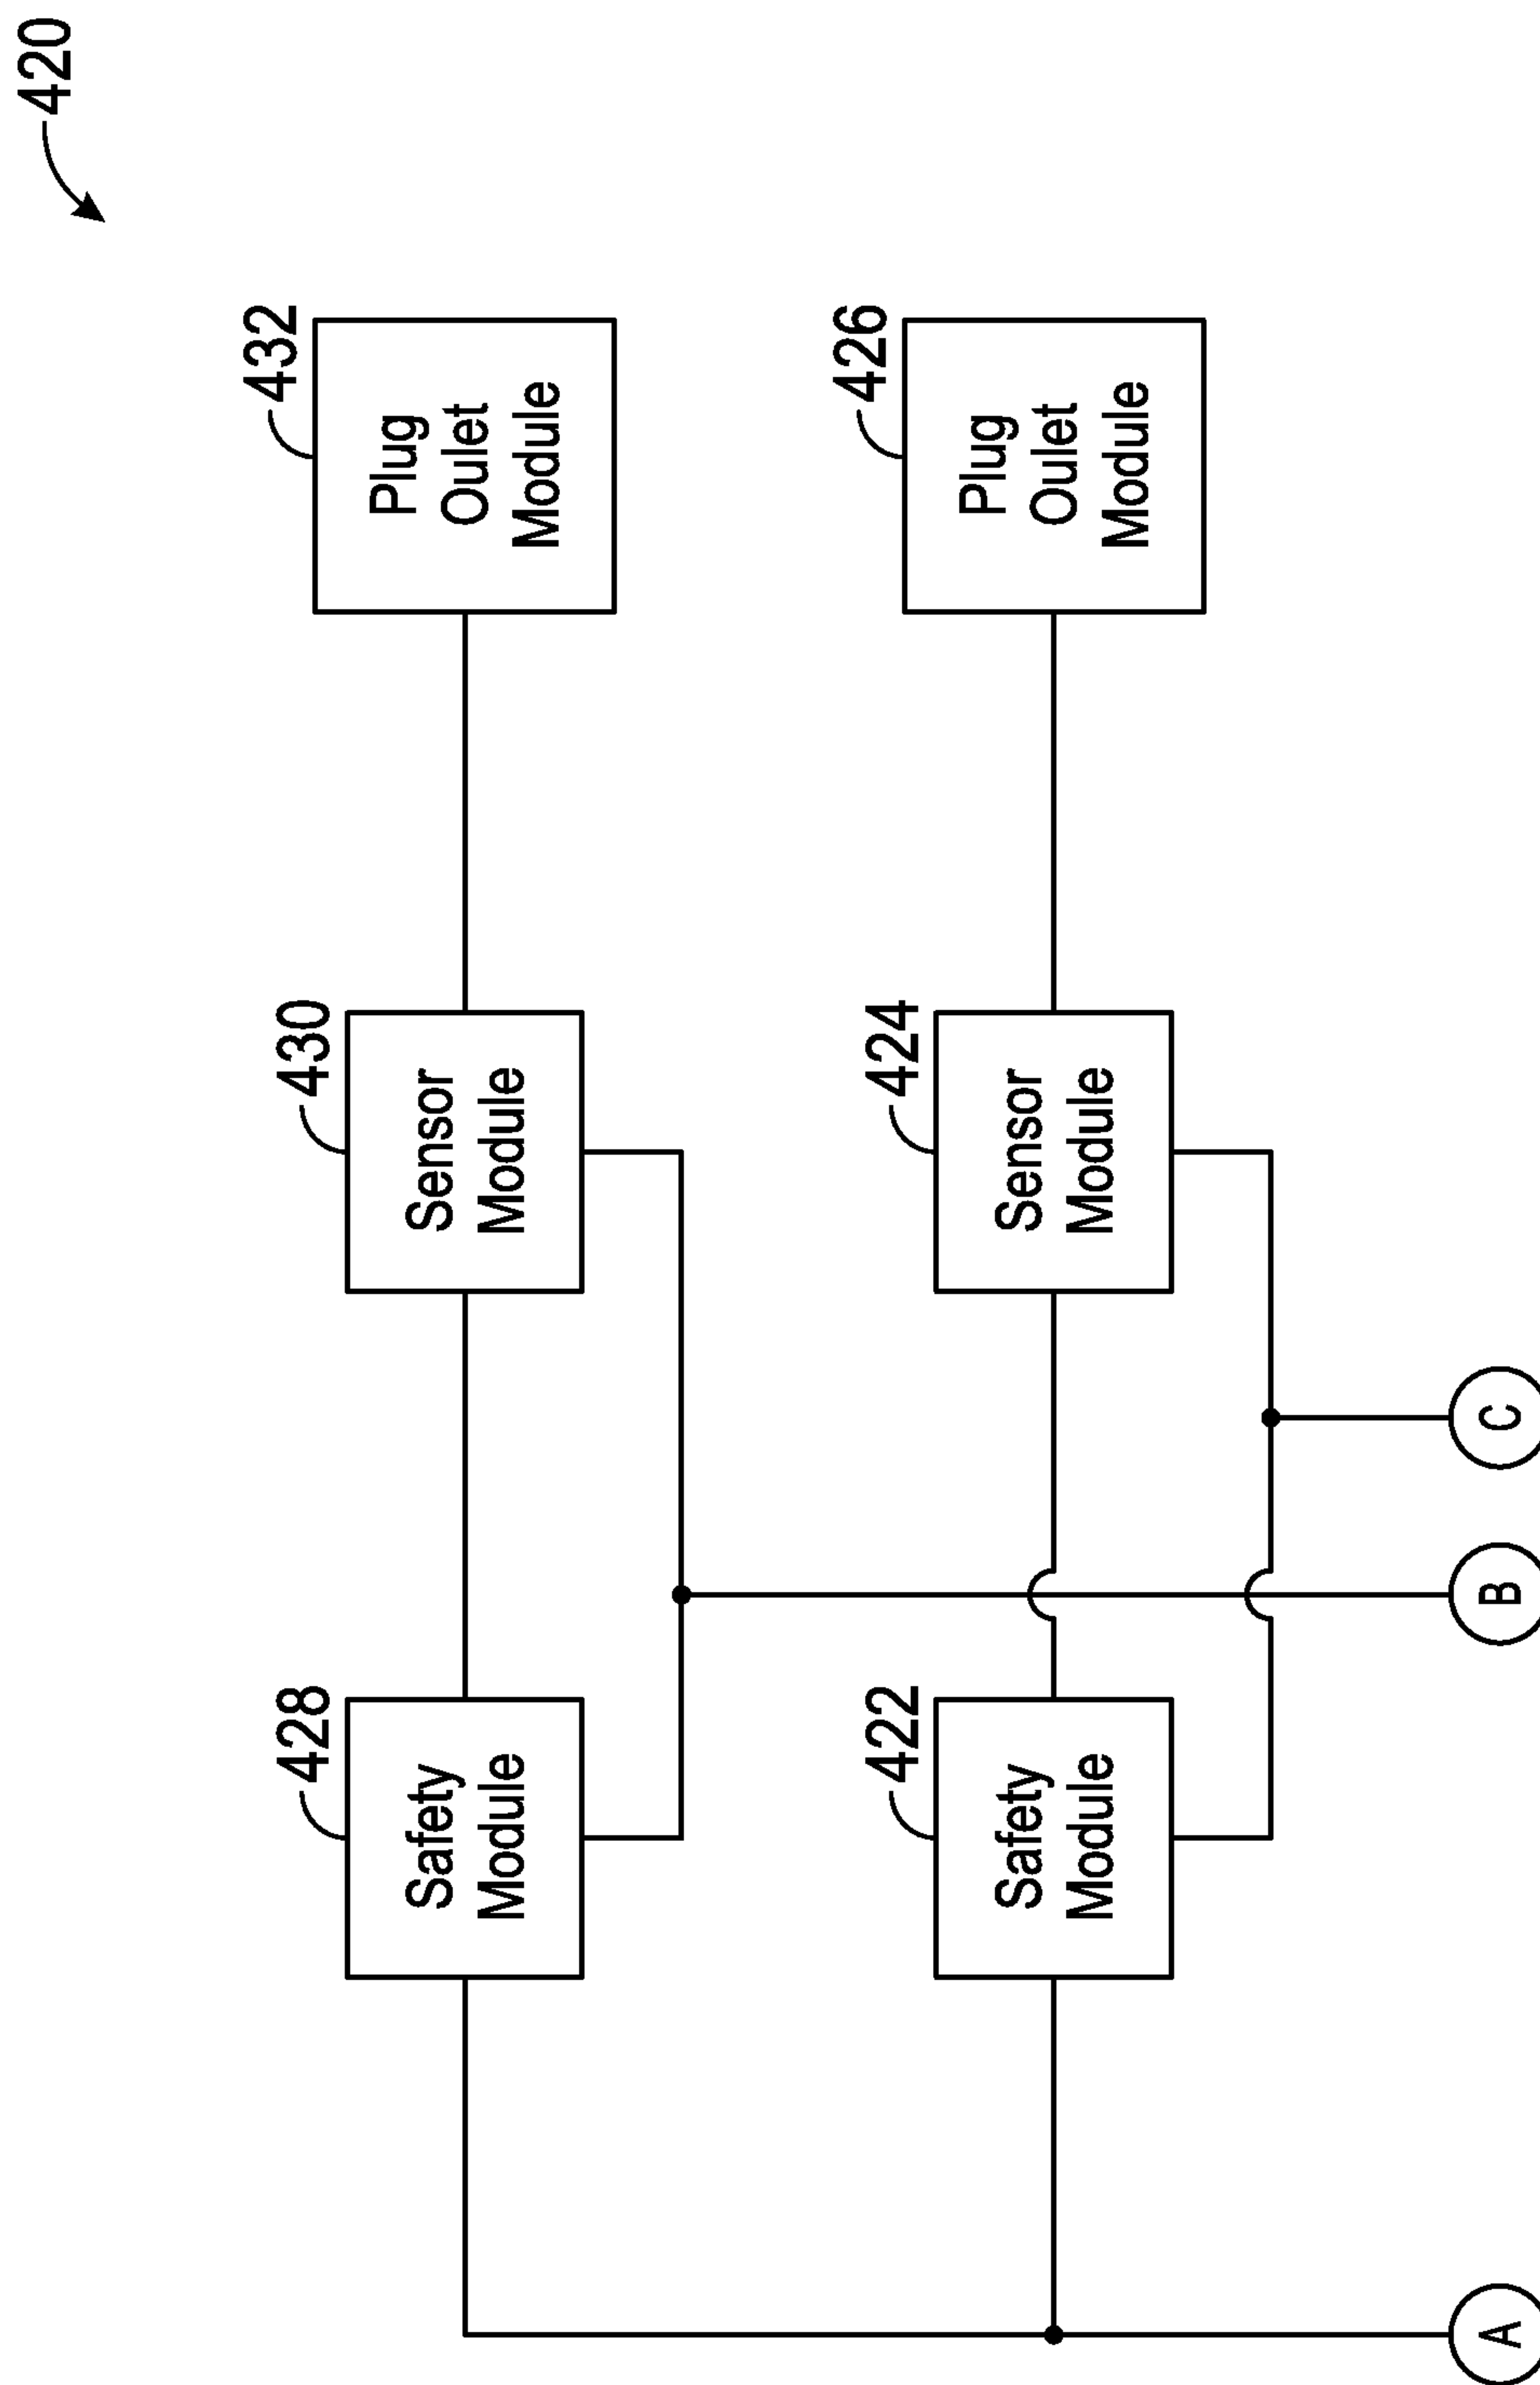 420
428
Safety
Module
430
Sensor
Module
432
Plug
Oulet
Module
422
Safety
Module
424
Sensor
Module
426
Plug
Oulet
Module
A
B
C